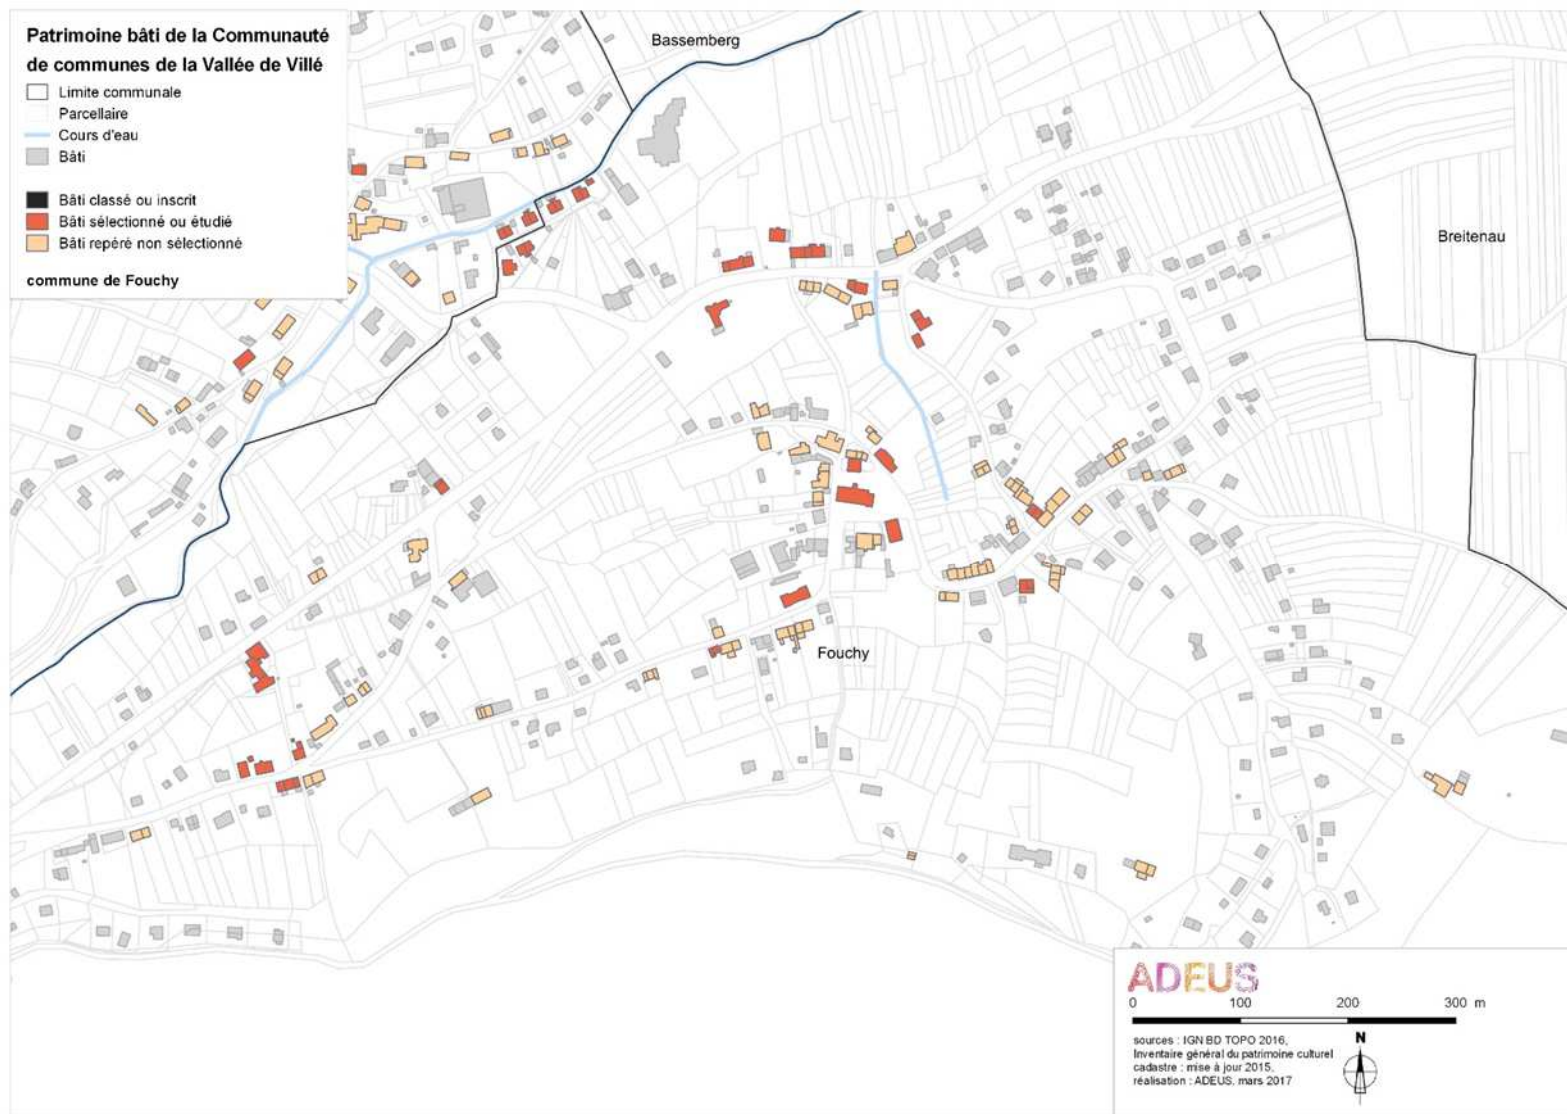 Patrimoine bâti de la Communauté
de communes de la Vallée de Villé
Limite communale
Parcellaire
Cours d'eau
Bâti
Bâti classé ou inscrit
Bâti sélectionné ou étudié
Bâti repéré non sélectionné
commune de Fouchy
Bassemberg
Breitenau
Fouchy
ADEUS
0 100 200 300 m
sources : IGN BD TOPO 2016,
Inventaire général du patrimoine culturel
cadastre : mise à jour 2015,
réalisation : ADEUS, mars 2017
N